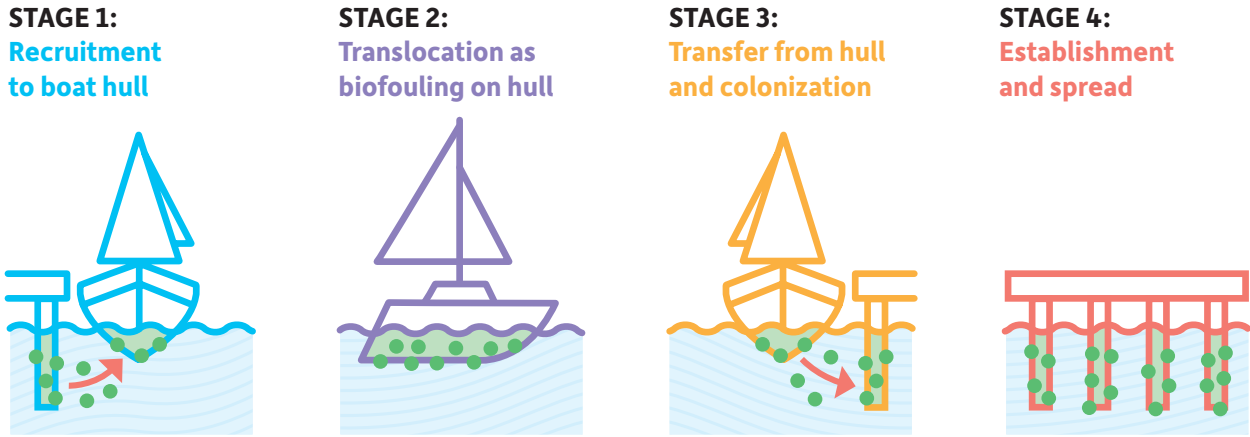 STAGE 1:
Recruitment
to boat hull
STAGE 2:
Translocation as
biofouling on hull
STAGE 3:
Transfer from hull
and colonization
STAGE 4:
Establishment
and spread